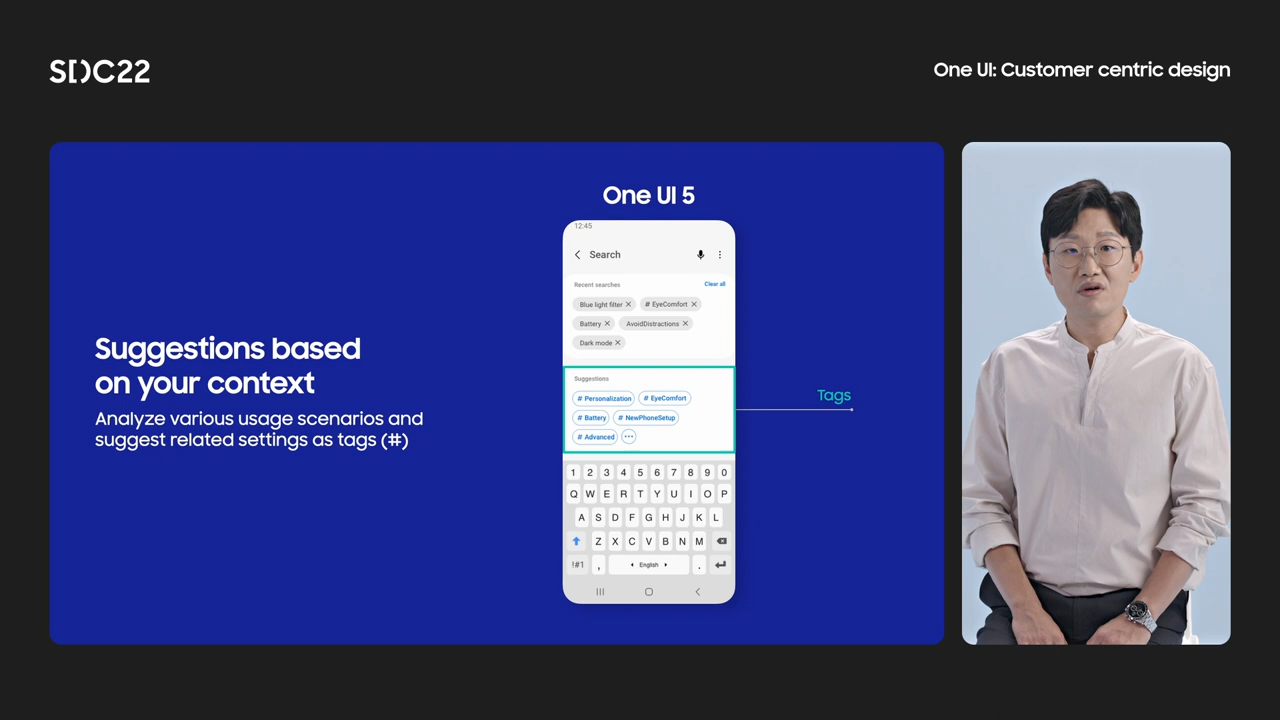 SDC22
One UI: Customer centric design
Suggestions based
on your context
Analyze various usage scenarios and
suggest related settings as tags (#)
One UI 5
12:45
Search
Recent searches
Clear all
Blue light filter # EyeComfort
Battery AvoidDistractions
Dark mode
Suggestions
# Personalization # EyeComfort
# Battery # NewPhoneSetup
# Advanced ...
Tags
1 2 3 4 5 6 7 8 9 0
Q W E R T Y U I O P
A S D F G H J K L
Z X C V B N M
!#1 , English .